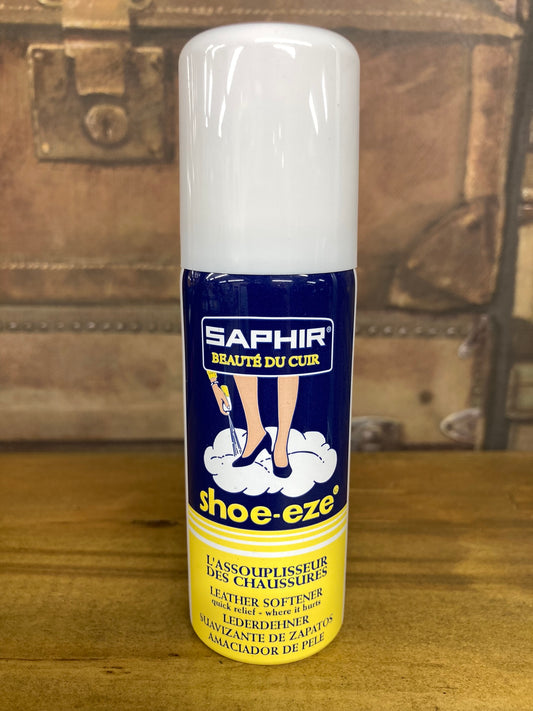 SAPHIR®
BEAUTÉ DU CUIR
shoe-eze®
L'ASSOUPLISSEUR
DES CHAUSSURES
LEATHER SOFTENER
quick relief - where it hurts
LEDERDEHNER
SUAVIZANTE DE ZAPATOS
AMACIADOR DE PELE